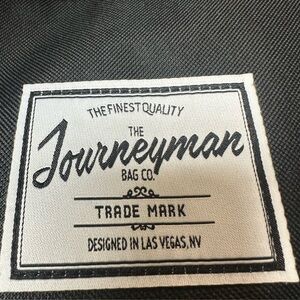 THE FINEST QUALITY
THE
Journeyman
BAG CO.
TRADE MARK
DESIGNED IN LAS VEGAS, NV